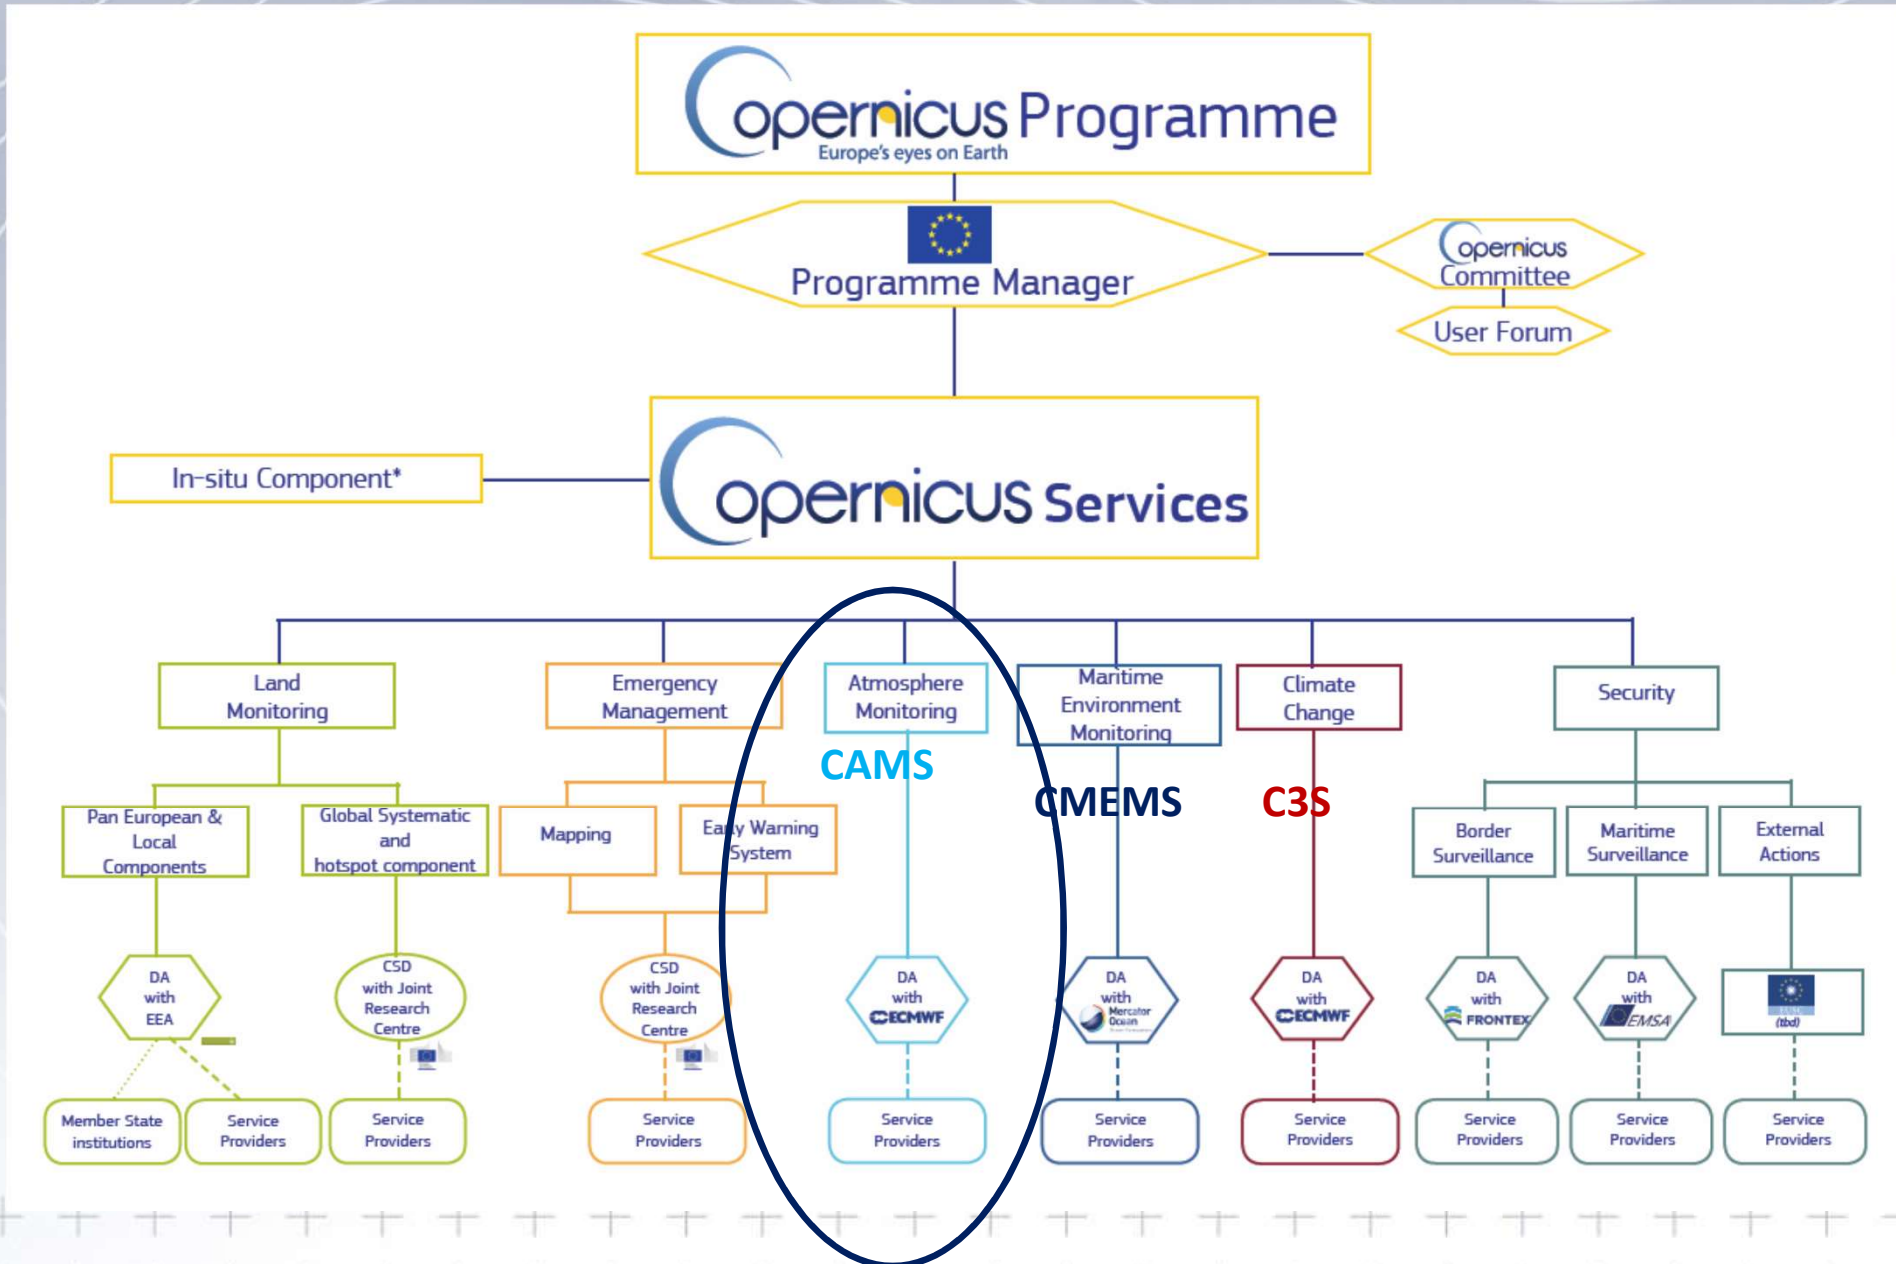 Copernicus Programme
Europe's eyes on Earth
Programme Manager
Copernicus
Committee
User Forum
In-situ Component*
Copernicus Services
Land
Monitoring
Emergency
Management
Atmosphere
Monitoring
Maritime
Environment
Monitoring
Climate
Change
Security
CAMS
CMEMS
C3S
Pan European &
Local
Components
Global Systematic
and
hotspot component
Mapping
Early Warning
System
Border
Surveillance
Maritime
Surveillance
External
Actions
DA
with
EEA
CSD
with Joint
Research
Centre
CSD
with Joint
Research
Centre
DA
with
ECMWF
DA
with
Mercator
Ocean
DA
with
ECMWF
DA
with
FRONTEX
DA
with
EMSA
(tbd)
Member State
institutions
Service
Providers
Service
Providers
Service
Providers
Service
Providers
Service
Providers
Service
Providers
Service
Providers
Service
Providers
Service
Providers